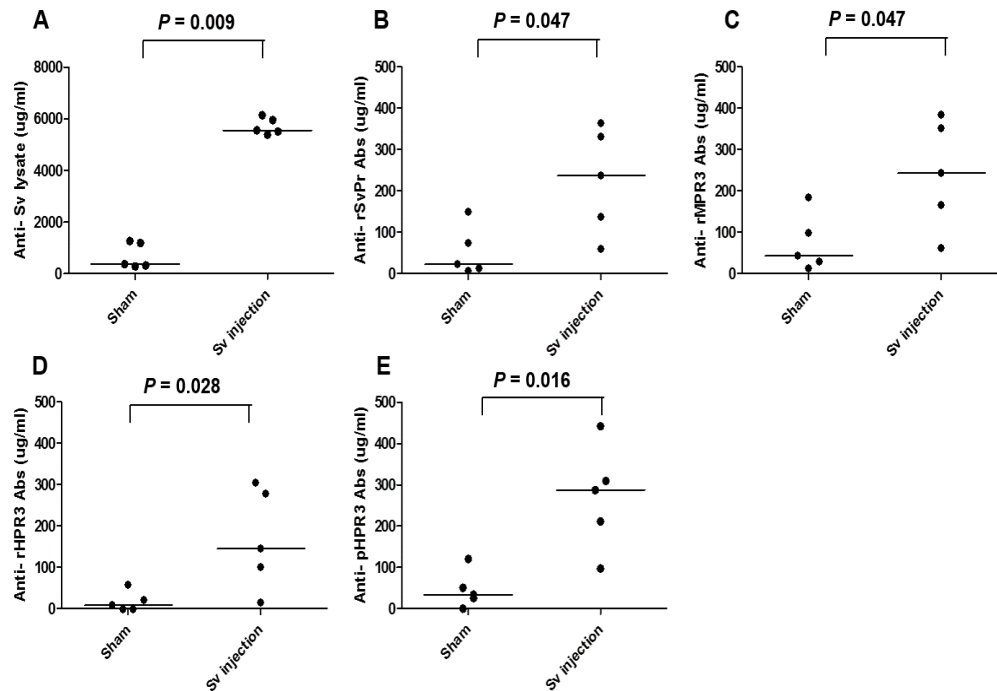 A
P = 0.009
Anti- Sv lysate (ug/ml)
8000
6000
4000
2000
0
Sham
Sv injection
B
P = 0.047
Anti- rSvPr Abs (ug/ml)
500
400
300
200
100
0
Sham
Sv injection
C
P = 0.047
Anti- rMPR3 Abs (ug/ml)
500
400
300
200
100
0
Sham
Sv injection
D
P = 0.028
Anti- rHPR3 Abs (ug/ml)
500
400
300
200
100
0
Sham
Sv injection
E
P = 0.016
Anti- pHPR3 Abs (ug/ml)
500
400
300
200
100
0
Sham
Sv injection